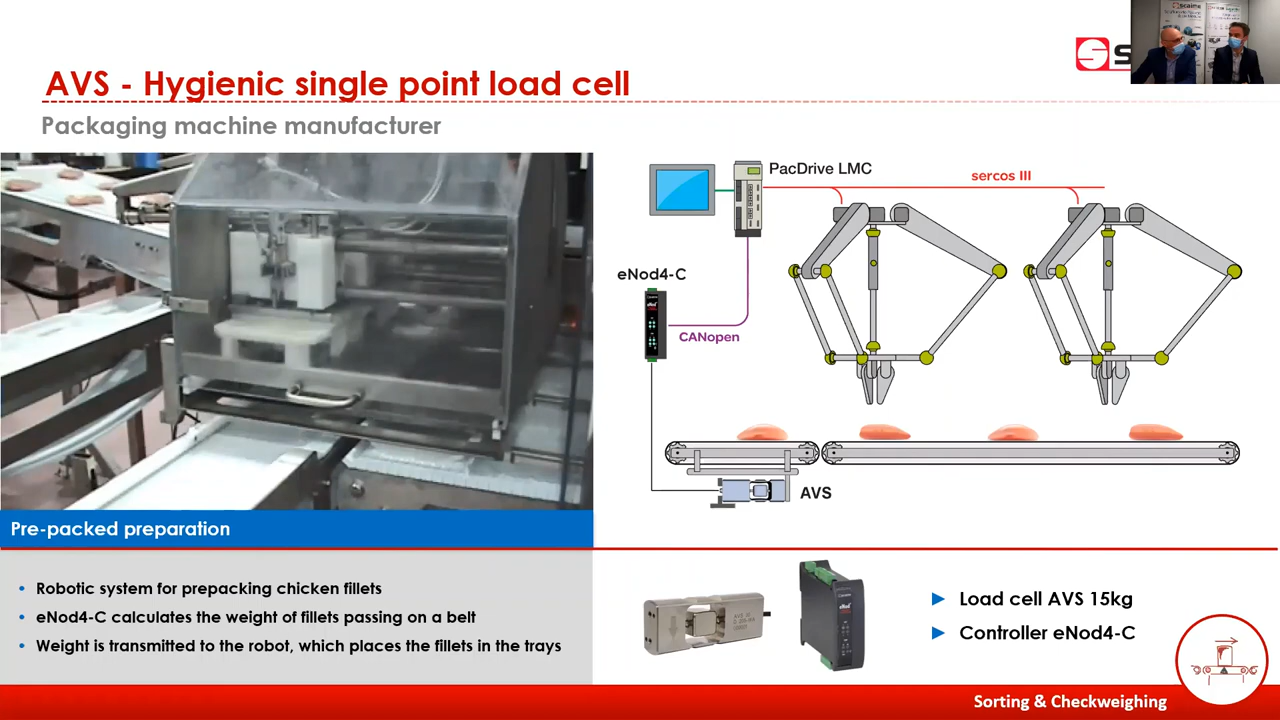 AVS - Hygienic single point load cell
Packaging machine manufacturer
scaime
PacDrive LMC
sercos III
eNod4-C
CANopen
AVS
Pre-packed preparation
• Robotic system for prepacking chicken fillets
• eNod4-C calculates the weight of fillets passing on a belt
• Weight is transmitted to the robot, which places the fillets in the trays
► Load cell AVS 15kg
► Controller eNod4-C
Sorting & Checkweighing